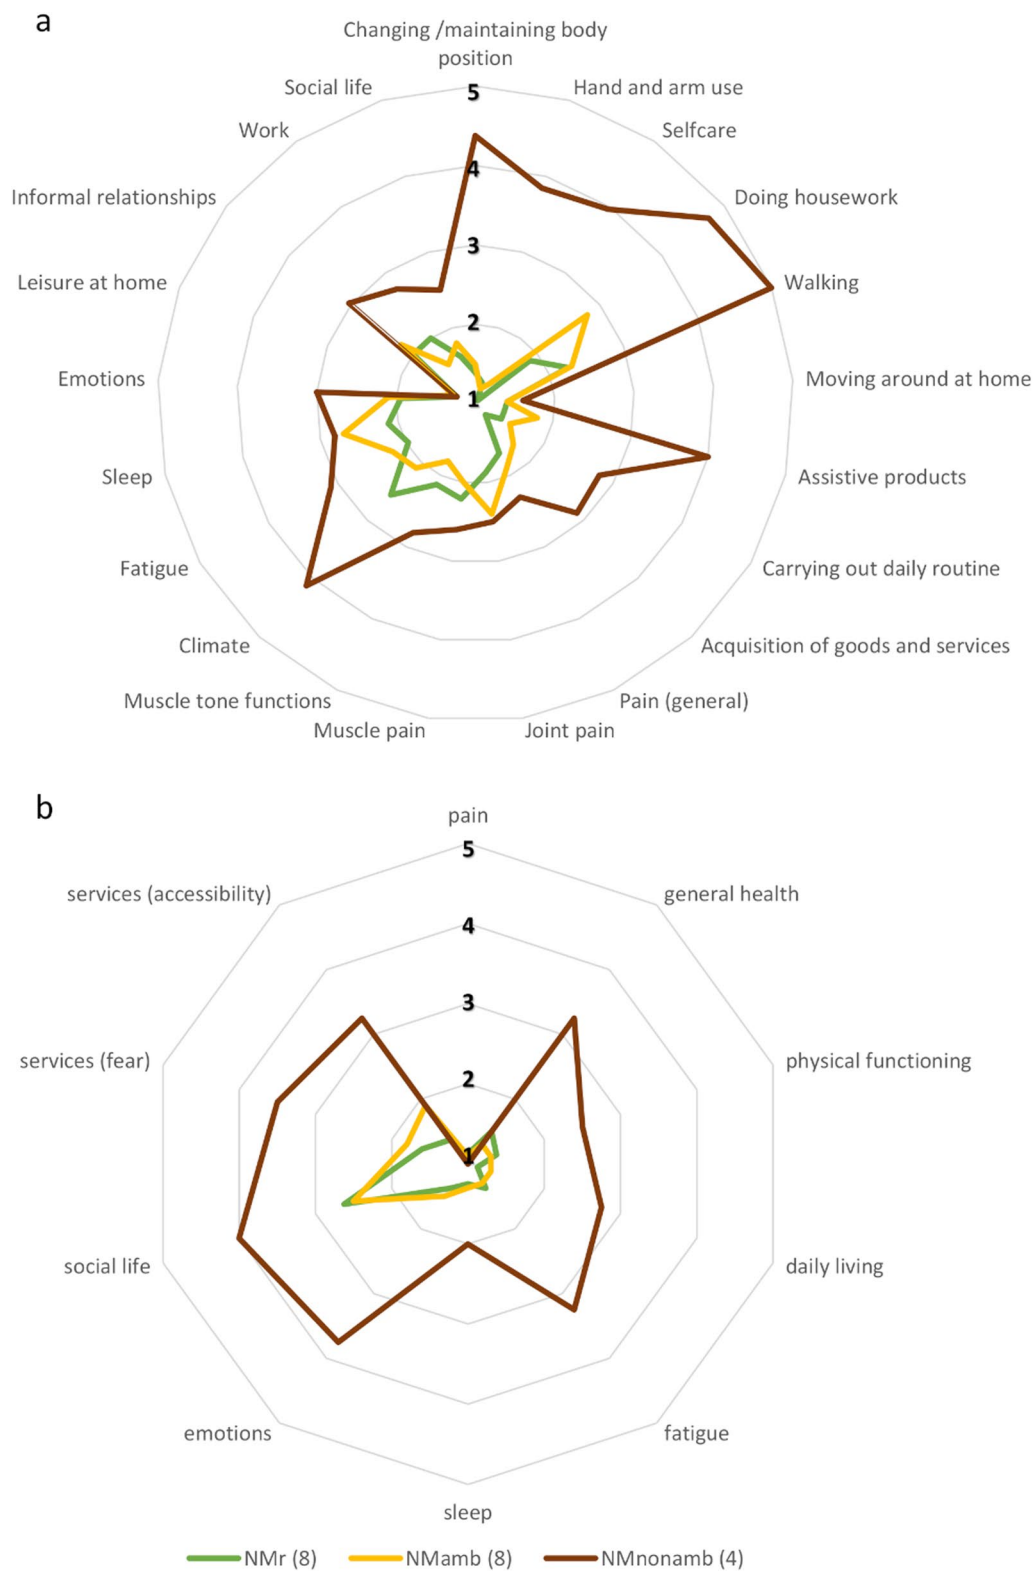 a
Changing /maintaining body
position
Social life
Hand and arm use
Work
Selfcare
Informal relationships
Doing housework
Leisure at home
Walking
Emotions
Moving around at home
Sleep
Assistive products
Fatigue
Carrying out daily routine
Climate
Acquisition of goods and services
Muscle tone functions
Pain (general)
Muscle pain
Joint pain
5
4
3
2
1
b
pain
services (accessibility)
general health
services (fear)
physical functioning
social life
daily living
emotions
fatigue
sleep
5
4
3
2
1
NMr (8) NMamb (8) NMnonamb (4)